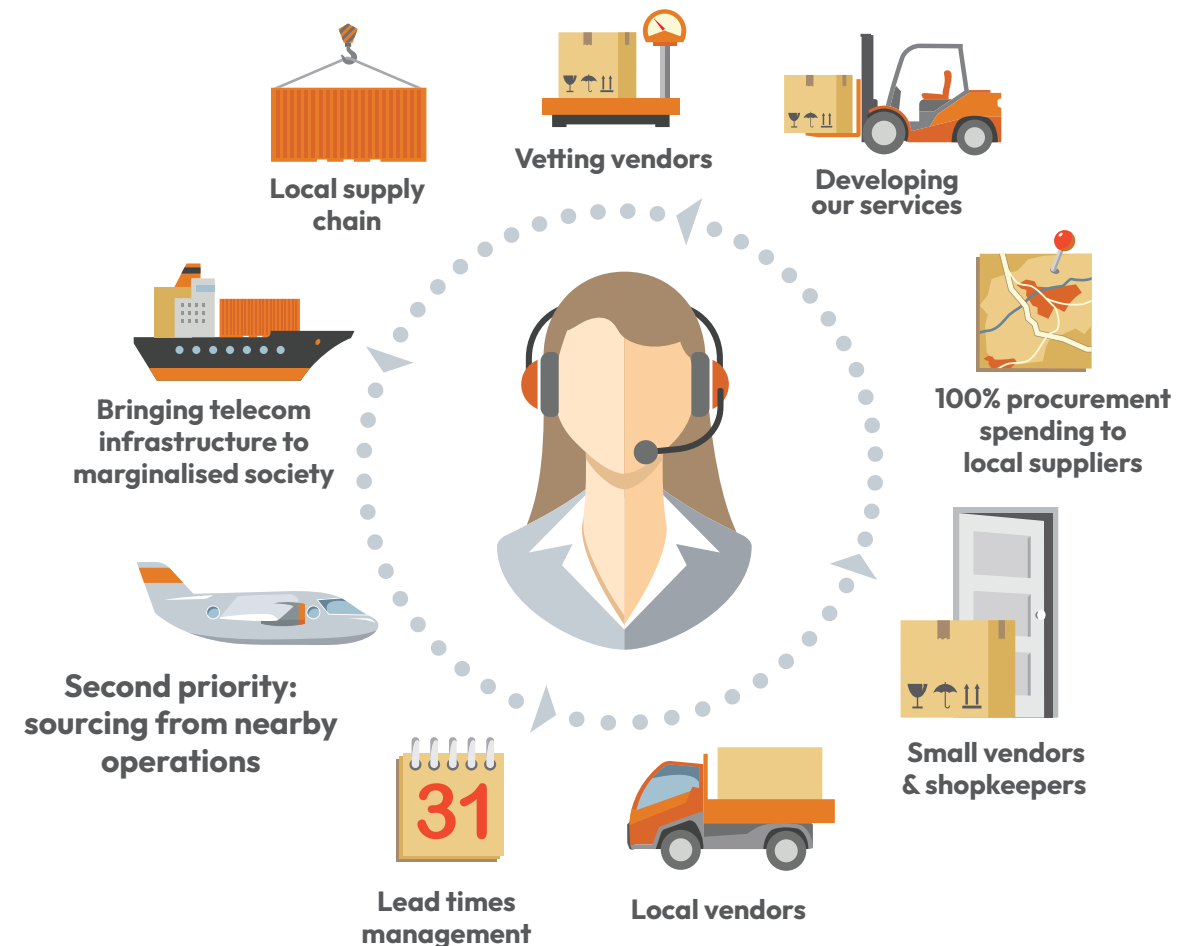 Local supply
chain
Vetting vendors
Developing
our services
100% procurement
spending to
local suppliers
Small vendors
& shopkeepers
Local vendors
31
Lead times
management
Second priority:
sourcing from nearby
operations
Bringing telecom
infrastructure to
marginalised society